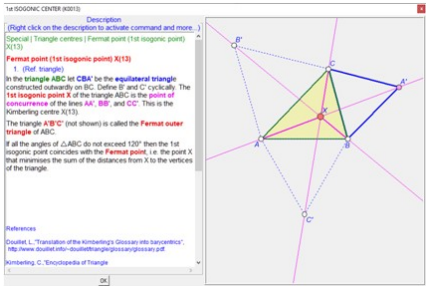 1st ISOGONIC CENTER (K0013)
Description
(Right click on the description to activate command and more...)
Special | Triangle centres | Fermat point (1st isogonic point)
X(13)
Fermat point (1st isogonic point) X(13)
1. (Ref. triangle)
In the triangle ABC let CBA' be the equilateral triangle
constructed outwardly on BC. Define B' and C' cyclically. The
1st isogonic point X of the triangle ABC is the point of
concurrence of the lines AA', BB', and CC'. This is the
Kimberling centre X(13).
The triangle A'B'C' (not shown) is called the Fermat outer
triangle of ABC.
If all the angles of △ABC do not exceed 120° then the 1st
isogonic point coincides with the Fermat point, i.e. the point X
that minimises the sum of the distances from X to the vertices
of the triangle.
References
Douillet, L.,"Translation of the Kimberling's Glossary into barycentrics",
http://www.douillet.info/~douillet/triangle/glossary/glossary.pdf.
Kimberling, C.,"Encyclopedia of Triangle
OK
B'
C
A'
X
A
B
C'